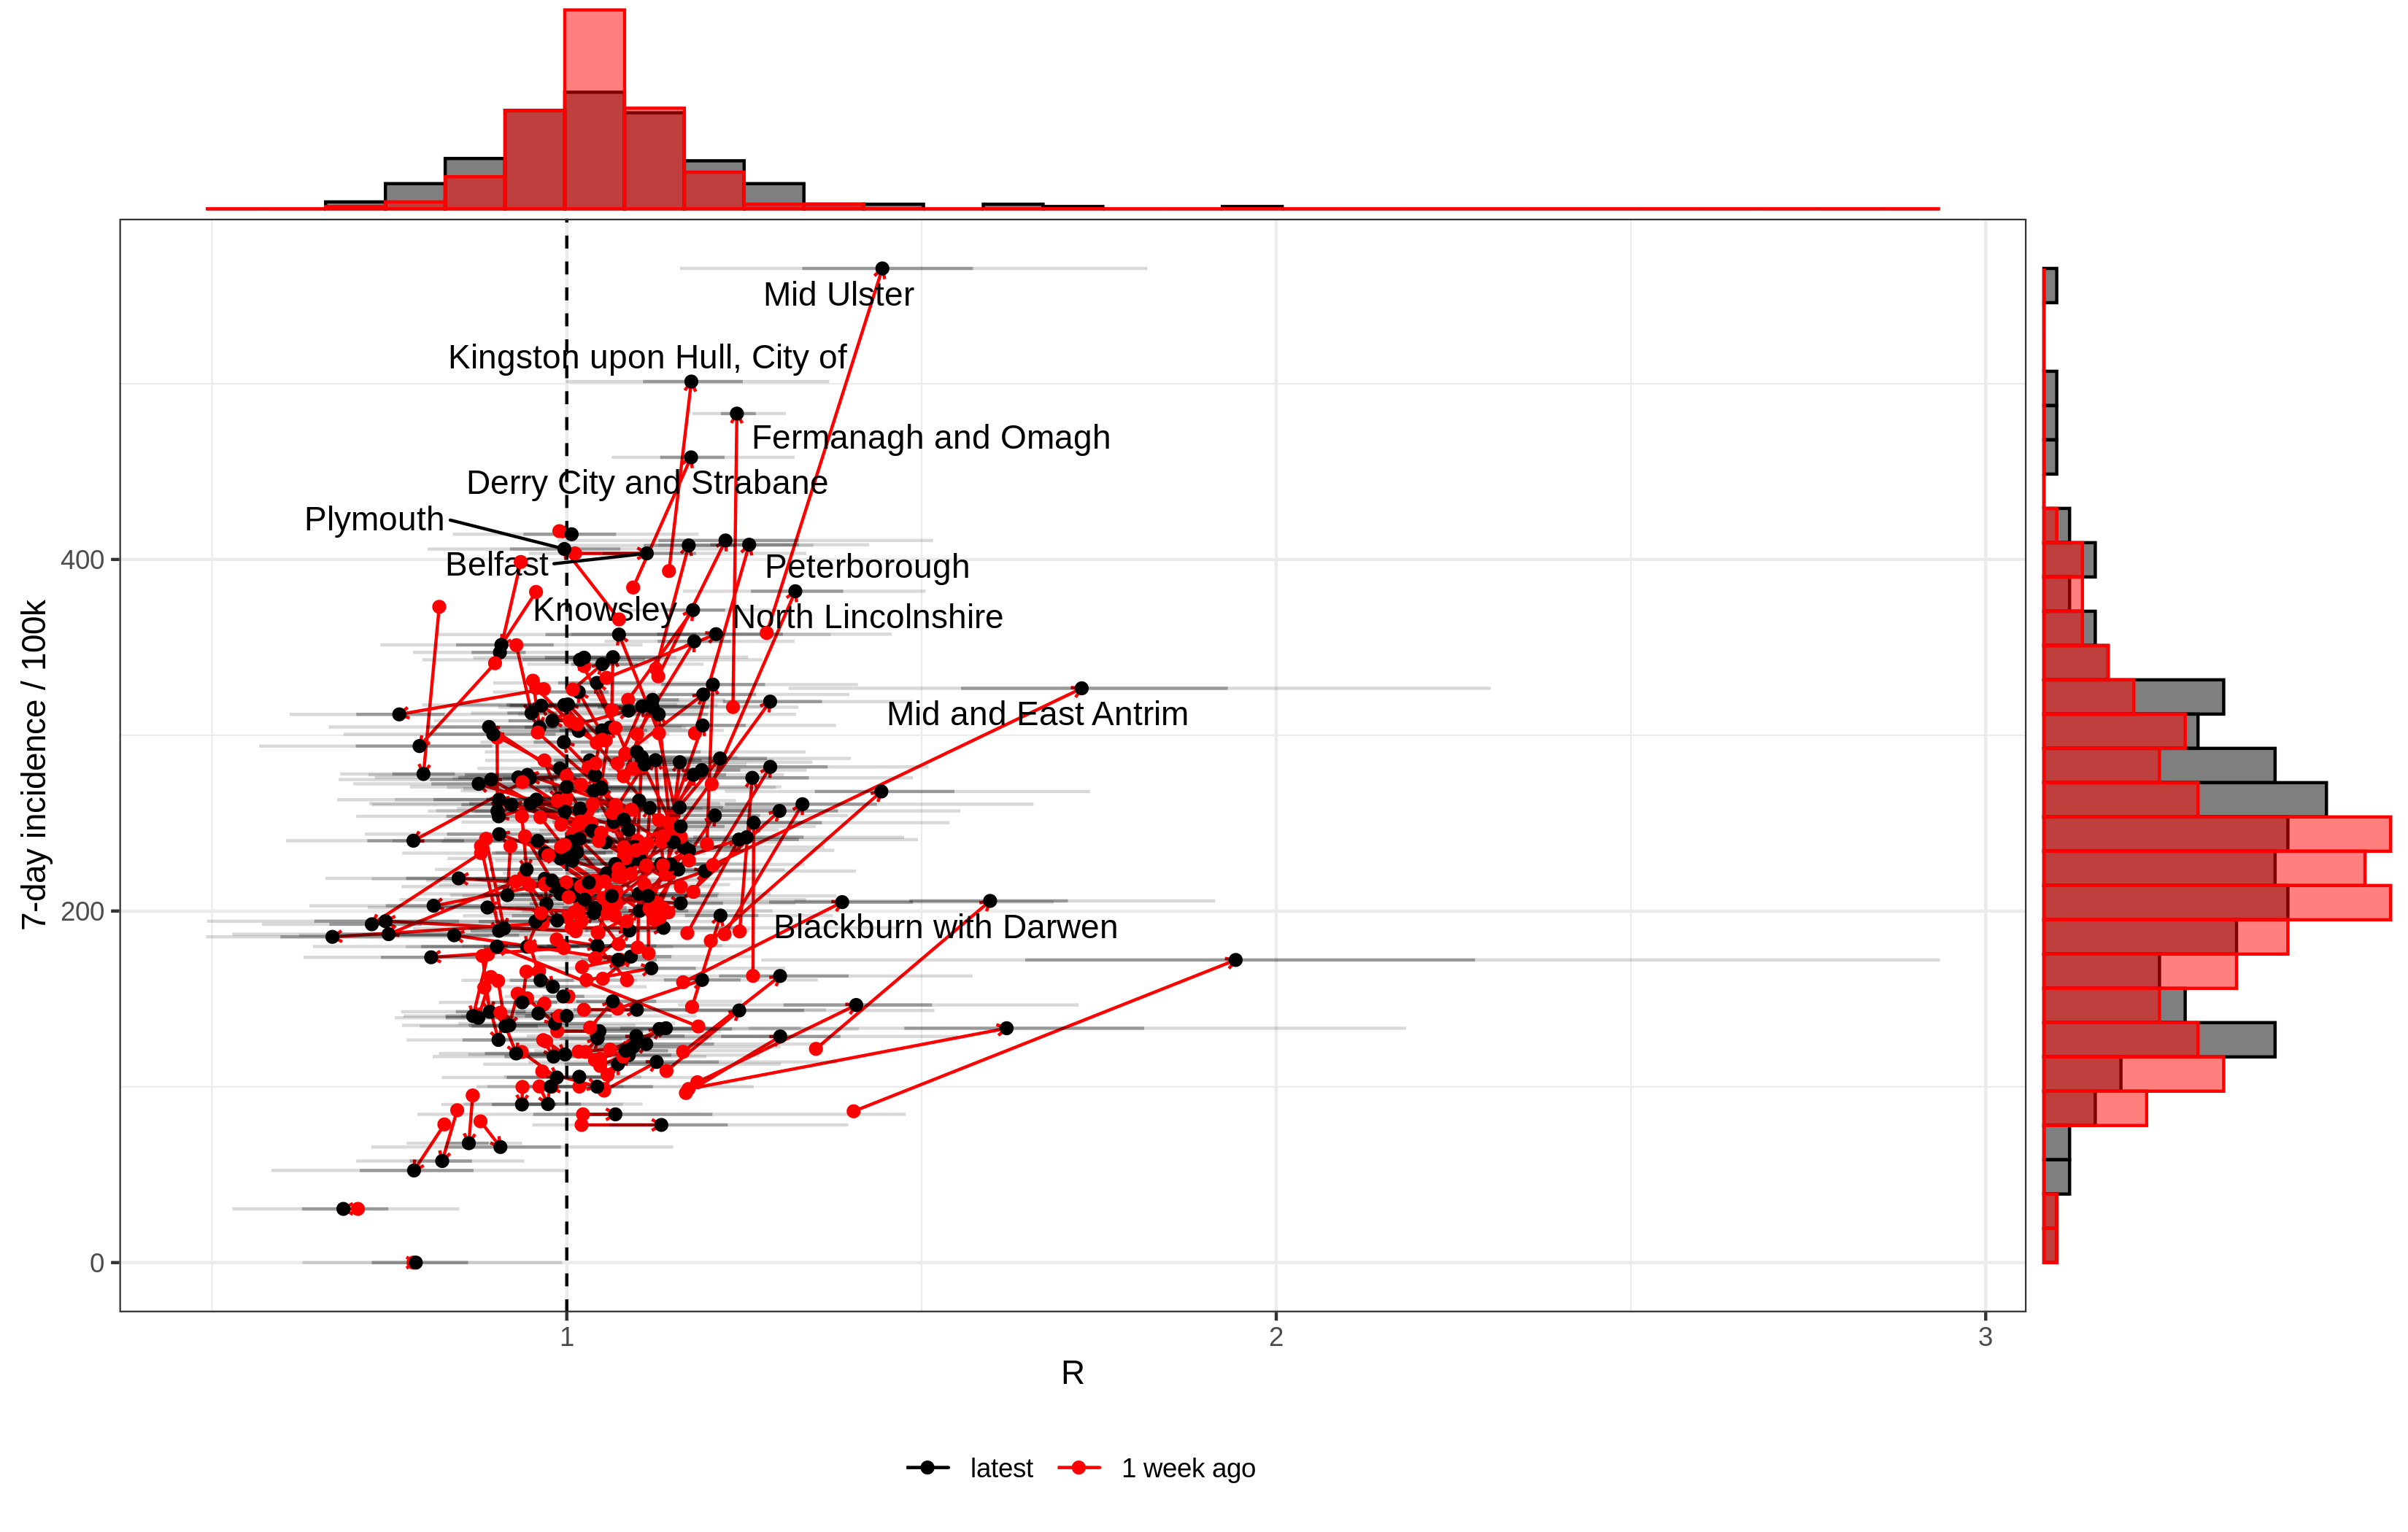 Mid Ulster
Kingston upon Hull, City of
Fermanagh and Omagh
Derry City and Strabane
Plymouth
Belfast
Peterborough
Knowsley
North Lincolnshire
Mid and East Antrim
Blackburn with Darwen
7-day incidence / 100k
400
200
0
1
2
3
R
latest
1 week ago